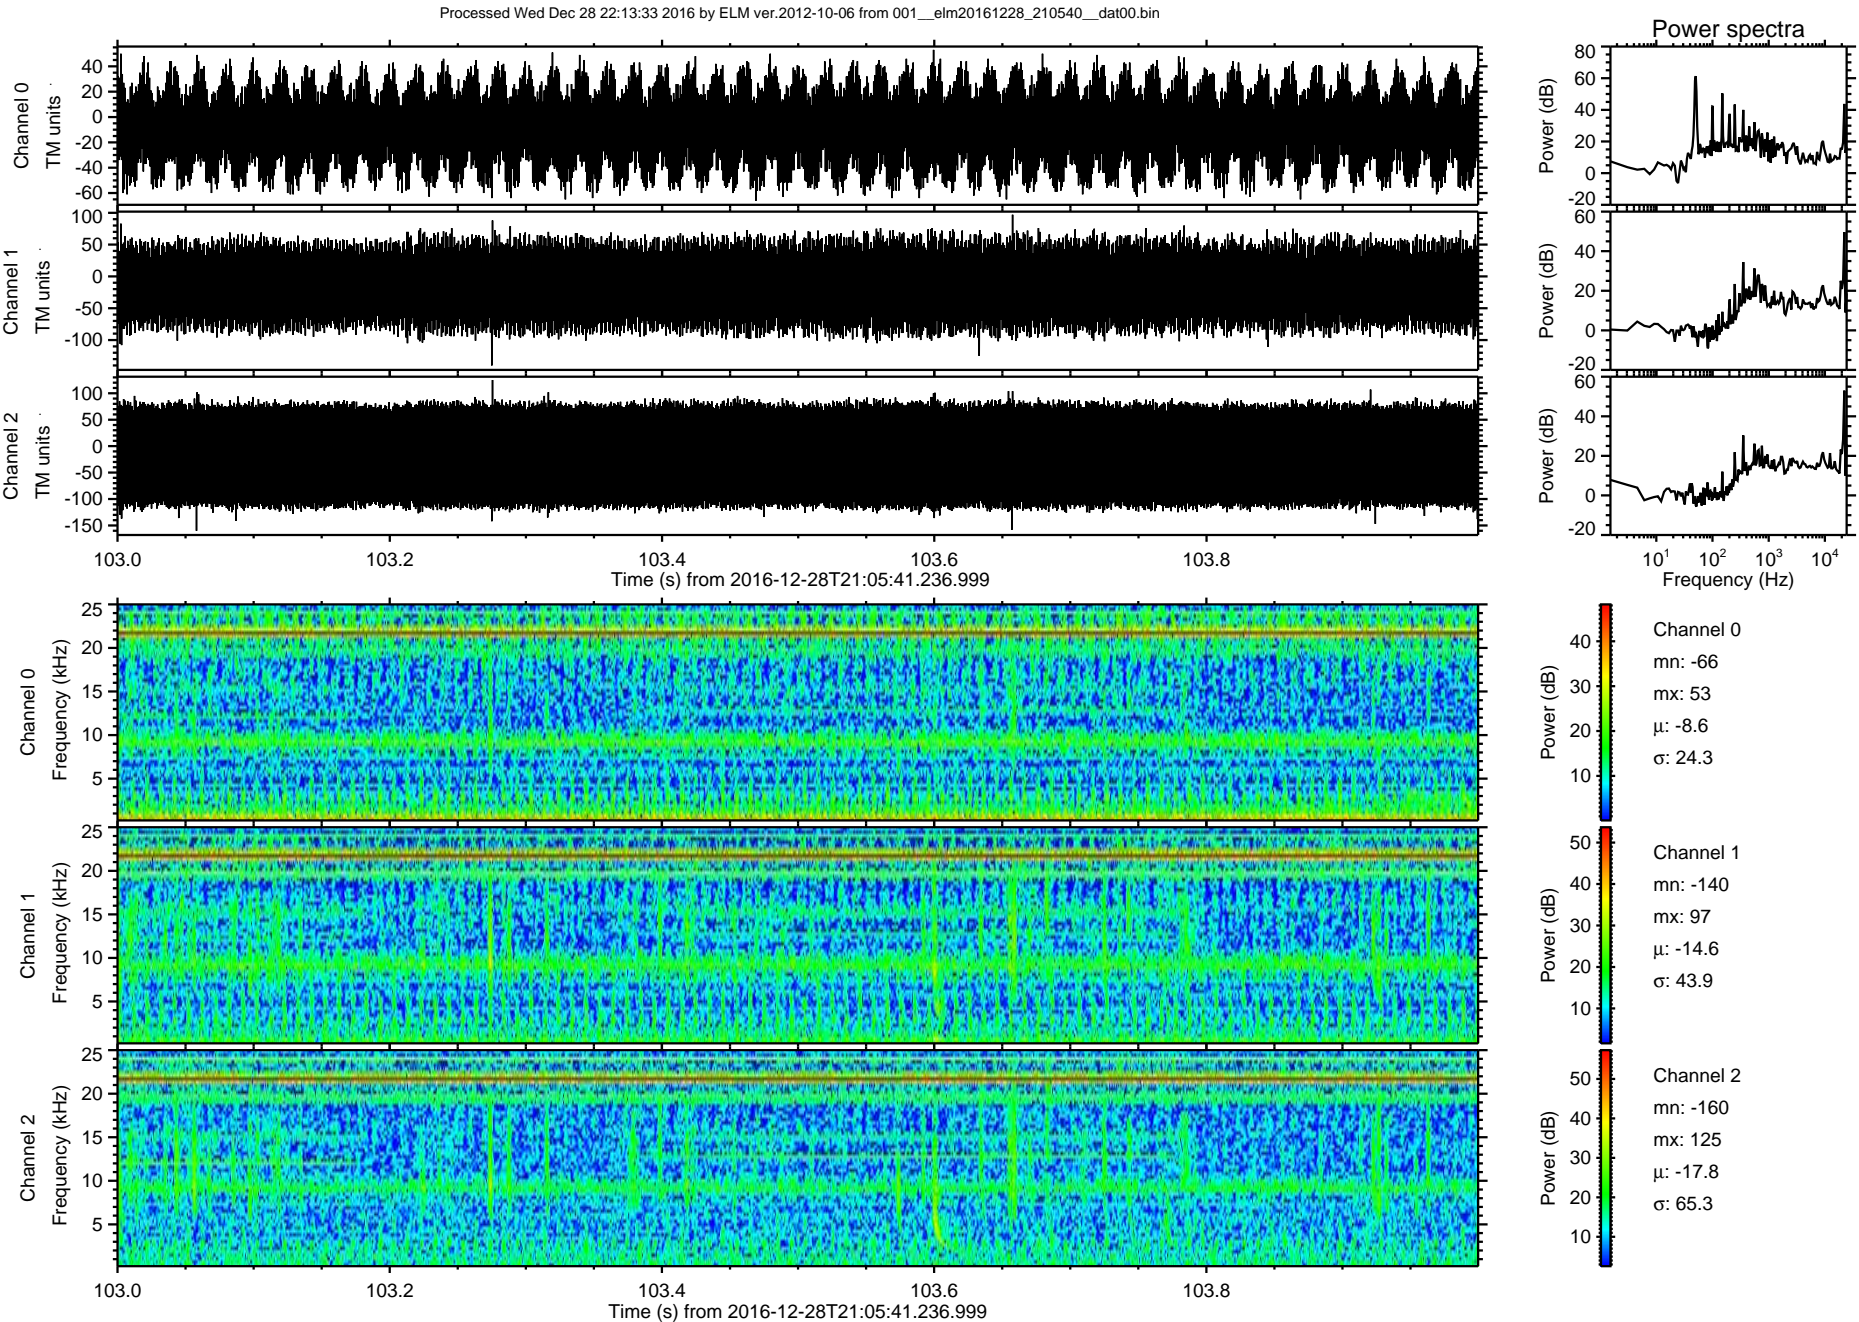 Processed Wed Dec 28 22:13:33 2016 by ELM ver.2012-10-06 from 001__elm20161228_210540__dat00.bin
Power spectra
Channel 0
TM units
40
20
0
-20
-40
-60
Power (dB)
80
60
40
20
0
-20
Channel 1
TM units
100
50
0
-50
-100
Power (dB)
60
40
20
0
-20
Channel 2
TM units
100
50
0
-50
-100
-150
Power (dB)
60
40
20
0
-20
103.0 103.2 103.4 103.6 103.8
Time (s) from 2016-12-28T21:05:41.236.999
10^1 10^2 10^3 10^4
Frequency (Hz)
Channel 0
Frequency (kHz)
25
20
15
10
5
Power (dB)
40
30
20
10
Channel 0
mn: -66
mx: 53
μ: -8.6
σ: 24.3
Channel 1
Frequency (kHz)
25
20
15
10
5
Power (dB)
50
40
30
20
10
Channel 1
mn: -140
mx: 97
μ: -14.6
σ: 43.9
Channel 2
Frequency (kHz)
25
20
15
10
5
Power (dB)
50
40
30
20
10
Channel 2
mn: -160
mx: 125
μ: -17.8
σ: 65.3
103.0 103.2 103.4 103.6 103.8
Time (s) from 2016-12-28T21:05:41.236.999